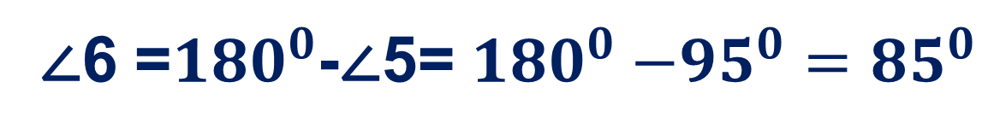 ∠6 =180⁰-∠5= 180⁰ −95⁰ = 85⁰